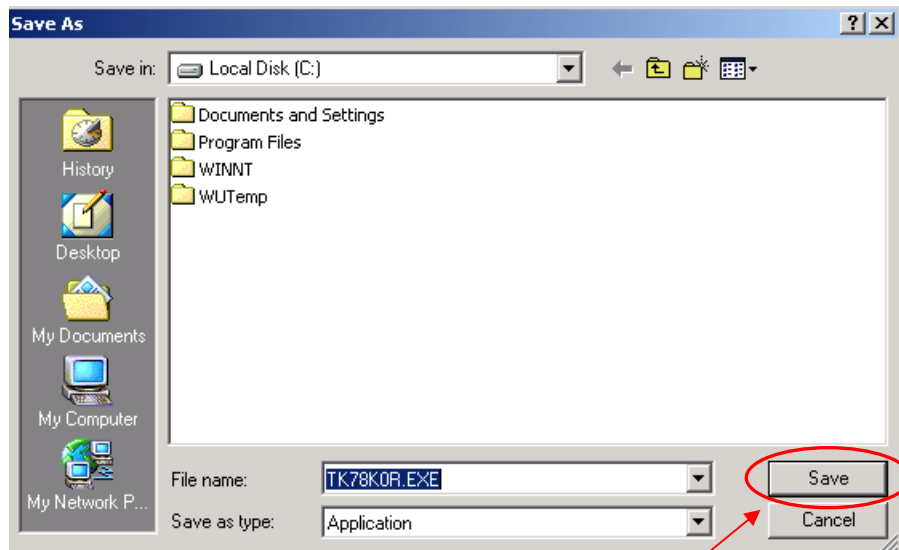 Save As
Save in:
Local Disk (C:)
Documents and Settings
Program Files
WINNT
WUTemp
History
Desktop
My Documents
My Computer
My Network P...
File name:
TK78K0R.EXE
Save
Save as type:
Application
Cancel